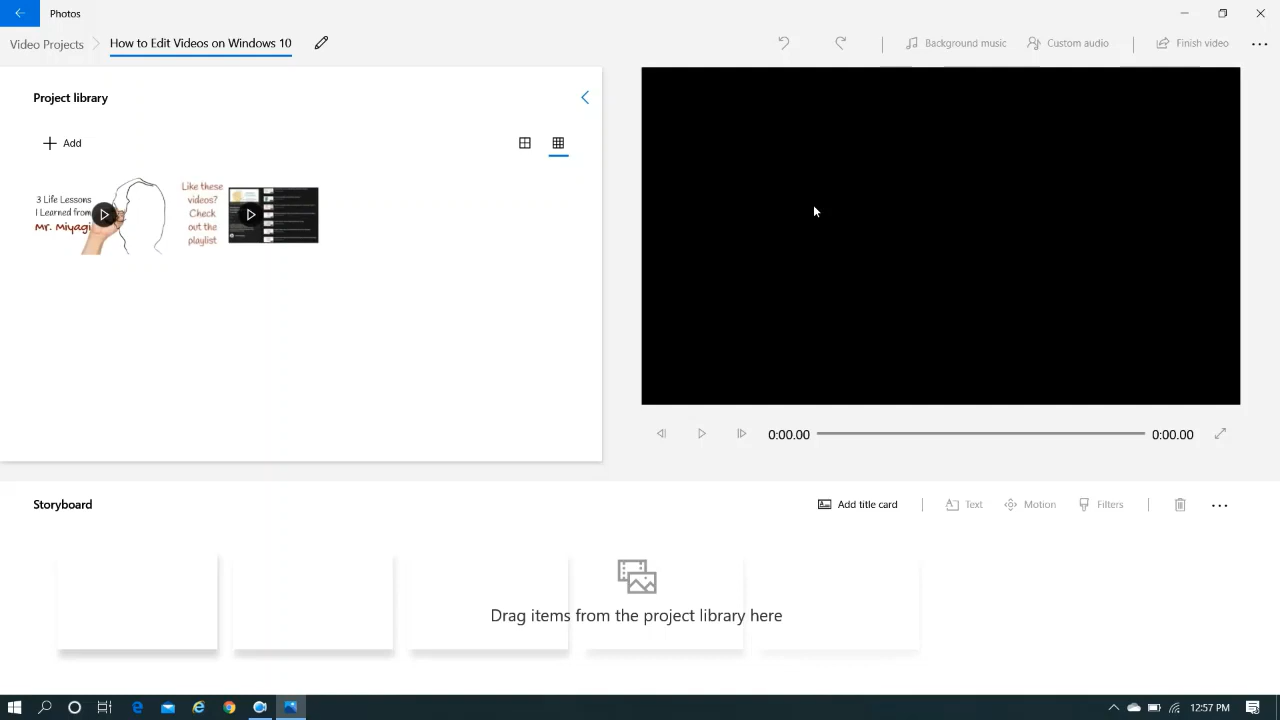 Photos
Video Projects
How to Edit Videos on Windows 10
Background music
Custom audio
Finish video
Project library
Add
3 Life Lessons
I Learned from
Mr. Miyagi
Like these
videos?
Check
out the
playlist
0:00.00
0:00.00
Storyboard
Add title card
Text
Motion
Filters
Drag items from the project library here
12:57 PM